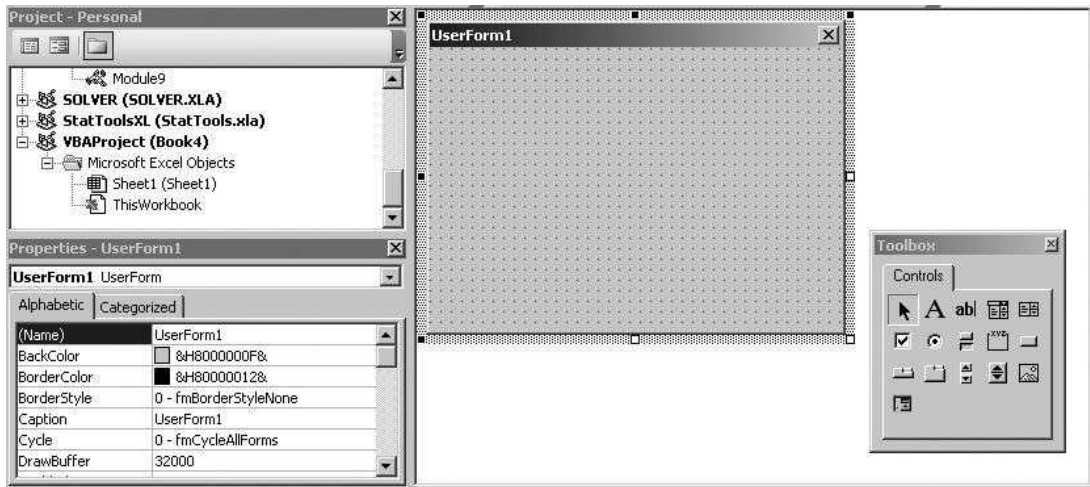 Project - Personal
Module9
SOLVER (SOLVER.XLA)
StatToolsXL (StatTools.xla)
VBAProject (Book4)
Microsoft Excel Objects
Sheet1 (Sheet1)
ThisWorkbook
Properties - UserForm1
UserForm1 UserForm
Alphabetic Categorized
(Name) UserForm1
BackColor &H8000000F&
BorderColor &H80000012&
BorderStyle 0 - fmBorderStyleNone
Caption UserForm1
Cycle 0 - fmCycleAllForms
DrawBuffer 32000
UserForm1
Toolbox
Controls
A ab|
xyz